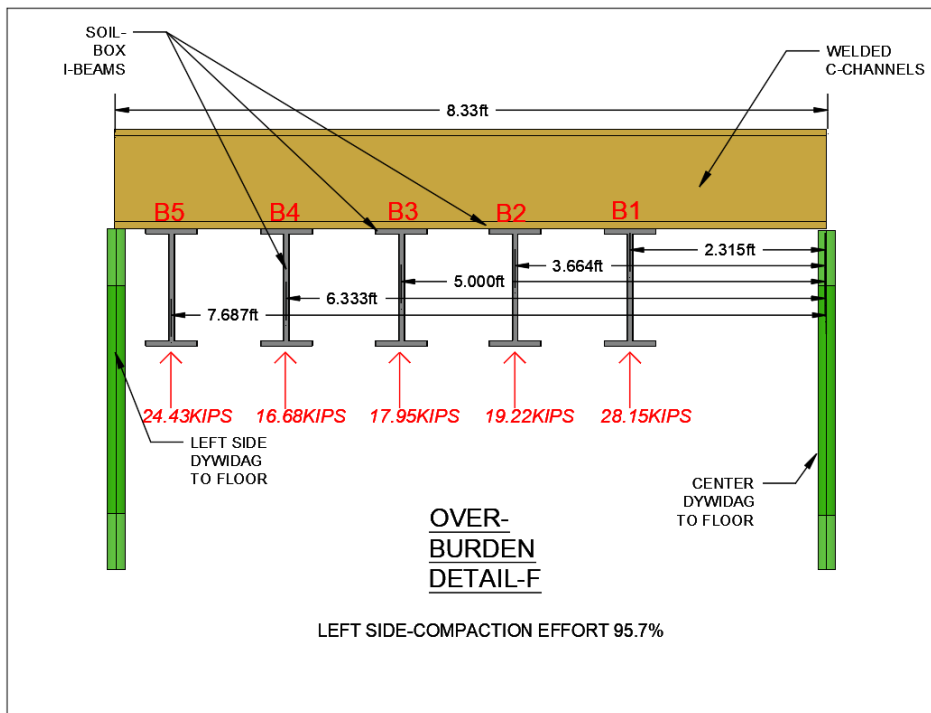 SOIL-
BOX
I-BEAMS
WELDED
C-CHANNELS
8.33ft
B5
B4
B3
B2
B1
2.315ft
3.664ft
5.000ft
6.333ft
7.687ft
24.43KIPS
16.68KIPS
17.95KIPS
19.22KIPS
28.15KIPS
LEFT SIDE
DYWIDAG
TO FLOOR
CENTER
DYWIDAG
TO FLOOR
OVER-
BURDEN
DETAIL-F
LEFT SIDE-COMPACTION EFFORT 95.7%